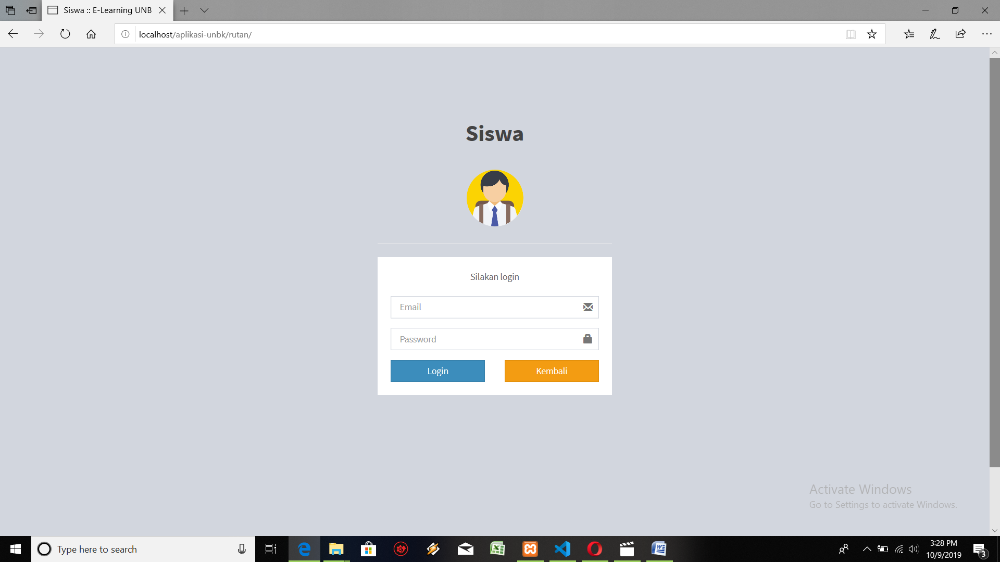 Siswa :: E-Learning UNB
localhost/aplikasi-unbk/rutan/
Siswa
Silakan login
Email
Password
Login
Kembali
Activate Windows
Go to Settings to activate Windows.
Type here to search
3:28 PM
10/9/2019
3